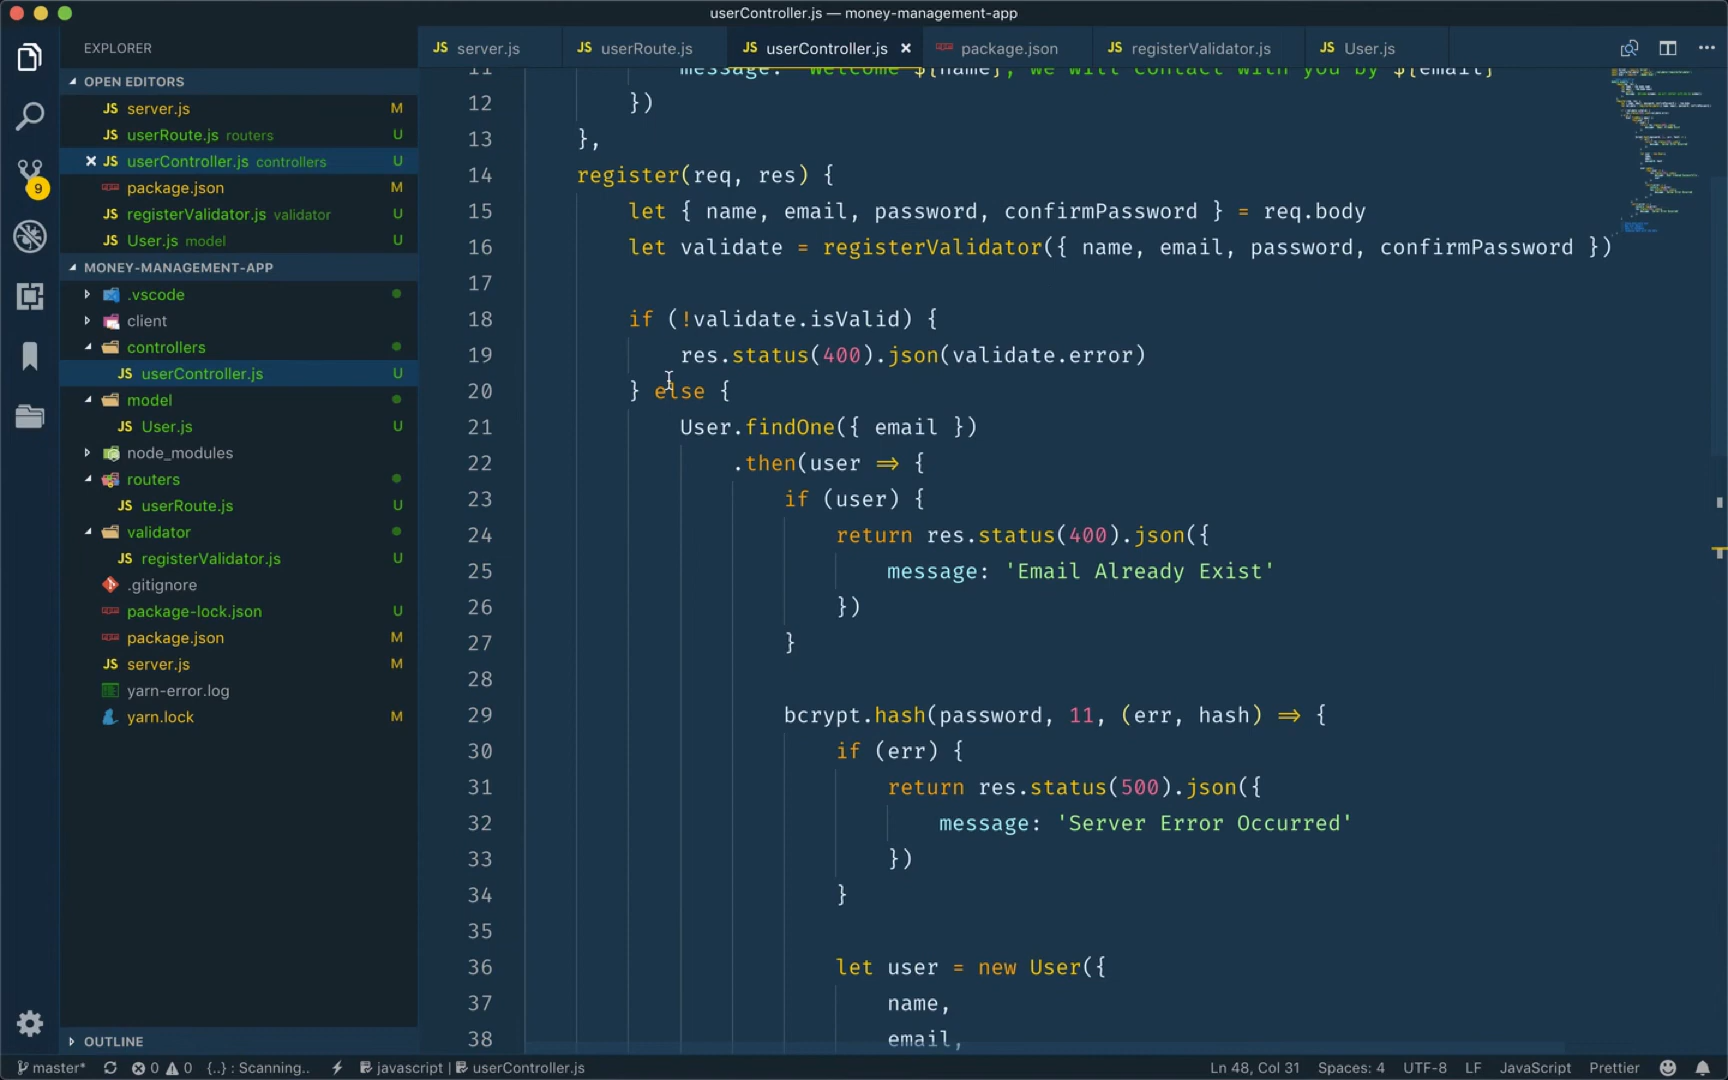 userController.js — money-management-app
EXPLORER
OPEN EDITORS
JS server.js M
JS userRoute.js routers U
JS userController.js controllers U
package.json M
JS registerValidator.js validator U
JS User.js model U
MONEY-MANAGEMENT-APP
.vscode
client
controllers
JS userController.js U
model
JS User.js U
node_modules
routers
JS userRoute.js U
validator
JS registerValidator.js U
.gitignore
package-lock.json U
package.json M
JS server.js M
yarn-error.log
yarn.lock M
OUTLINE
9
JS server.js JS userRoute.js JS userController.js package.json JS registerValidator.js JS User.js
11 message: `Welcome ${name}, we will contact with you by ${email}`
12 })
13 },
14 register(req, res) {
15 let { name, email, password, confirmPassword } = req.body
16 let validate = registerValidator({ name, email, password, confirmPassword })
17
18 if (!validate.isValid) {
19 res.status(400).json(validate.error)
20 } else {
21 User.findOne({ email })
22 .then(user => {
23 if (user) {
24 return res.status(400).json({
25 message: 'Email Already Exist'
26 })
27 }
28
29 bcrypt.hash(password, 11, (err, hash) => {
30 if (err) {
31 return res.status(500).json({
32 message: 'Server Error Occurred'
33 })
34 }
35
36 let user = new User({
37 name,
38 email,
master* 0 0 {..} : Scanning.. javascript userController.js Ln 48, Col 31 Spaces: 4 UTF-8 LF JavaScript Prettier